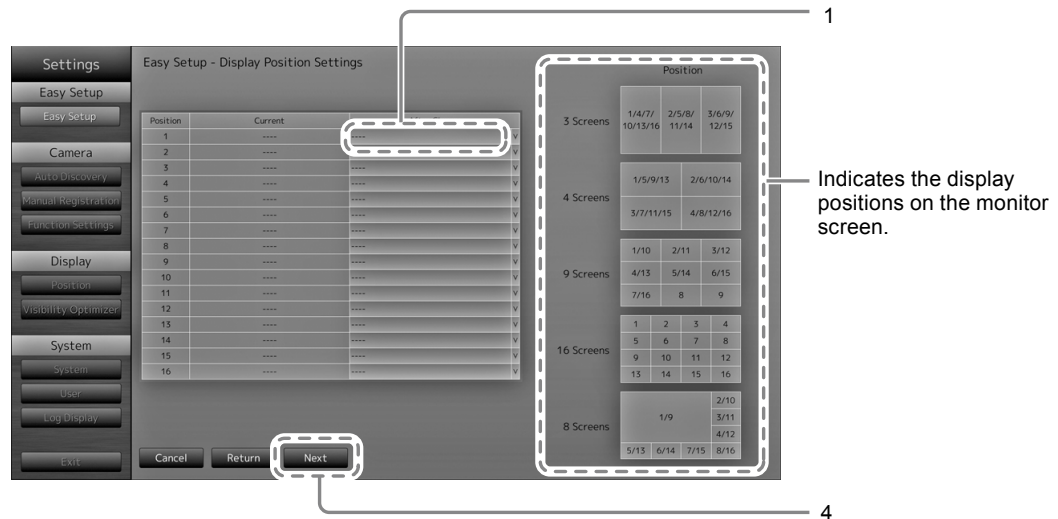 1
Settings
Easy Setup
Easy Setup
Camera
Auto Discovery
Manual Registration
Function Settings
Display
Position
Visibility Optimizer
System
System
User
Log Display
Exit
Easy Setup - Display Position Settings
Position Current
1 ---- ---- v
2 ---- ---- v
3 ---- ---- v
4 ---- ---- v
5 ---- ---- v
6 ---- ---- v
7 ---- ---- v
8 ---- ---- v
9 ---- ---- v
10 ---- ---- v
11 ---- ---- v
12 ---- ---- v
13 ---- ---- v
14 ---- ---- v
15 ---- ---- v
16 ---- ---- v
Cancel Return Next
Position
3 Screens
1/4/7/ 2/5/8/ 3/6/9/
10/13/16 11/14 12/15
4 Screens
1/5/9/13 2/6/10/14
3/7/11/15 4/8/12/16
9 Screens
1/10 2/11 3/12
4/13 5/14 6/15
7/16 8 9
16 Screens
1 2 3 4
5 6 7 8
9 10 11 12
13 14 15 16
8 Screens
1/9
2/10
3/11
4/12
5/13 6/14 7/15 8/16
Indicates the display
positions on the monitor
screen.
4